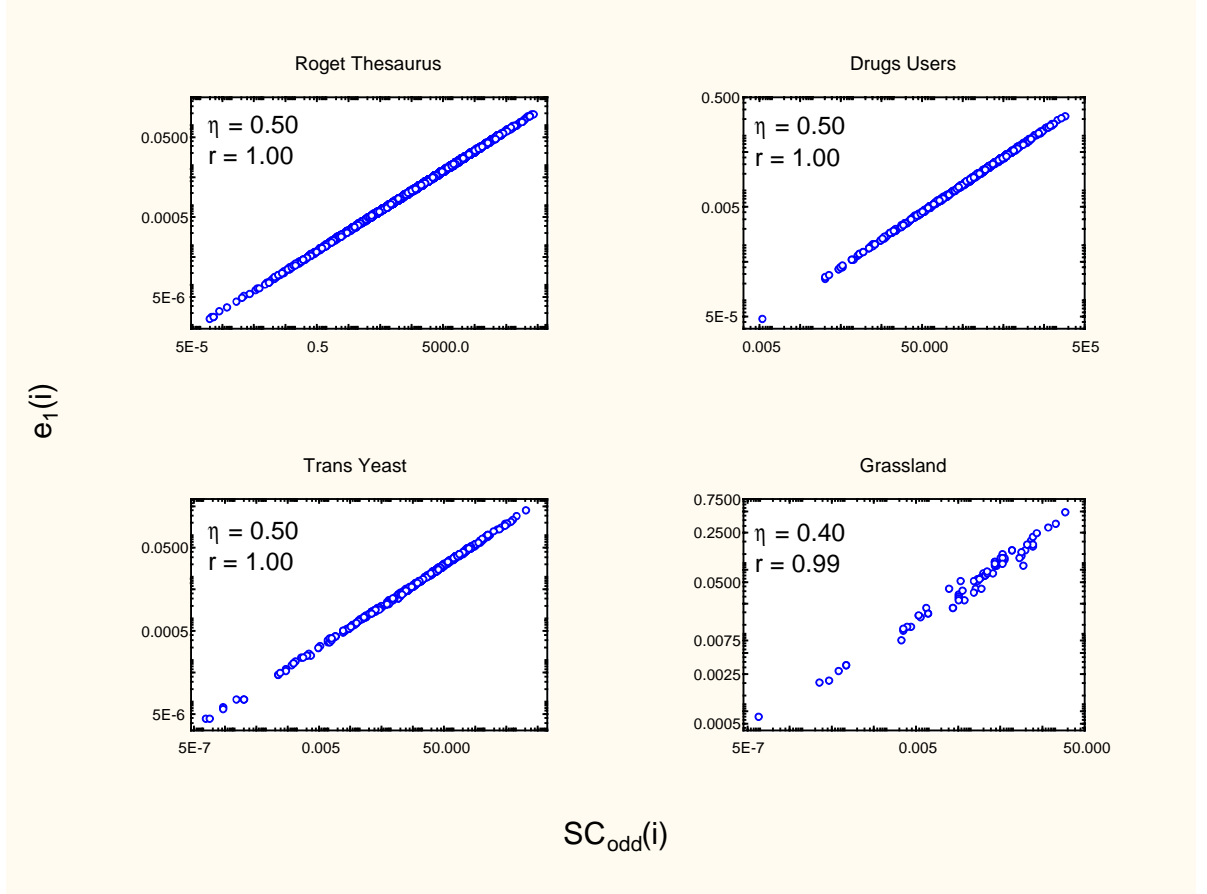 Roget Thesaurus
η = 0.50
r = 1.00
0.0500
0.0005
5E-6
5E-5 0.5 5000.0
Drugs Users
0.500
η = 0.50
r = 1.00
0.005
5E-5
0.005 50.000 5E5
e1(i)
Trans Yeast
η = 0.50
r = 1.00
0.0500
0.0005
5E-6
5E-7 0.005 50.000
Grassland
0.7500
η = 0.40
0.2500
r = 0.99
0.0500
0.0075
0.0025
0.0005
5E-7 0.005 50.000
SCodd(i)